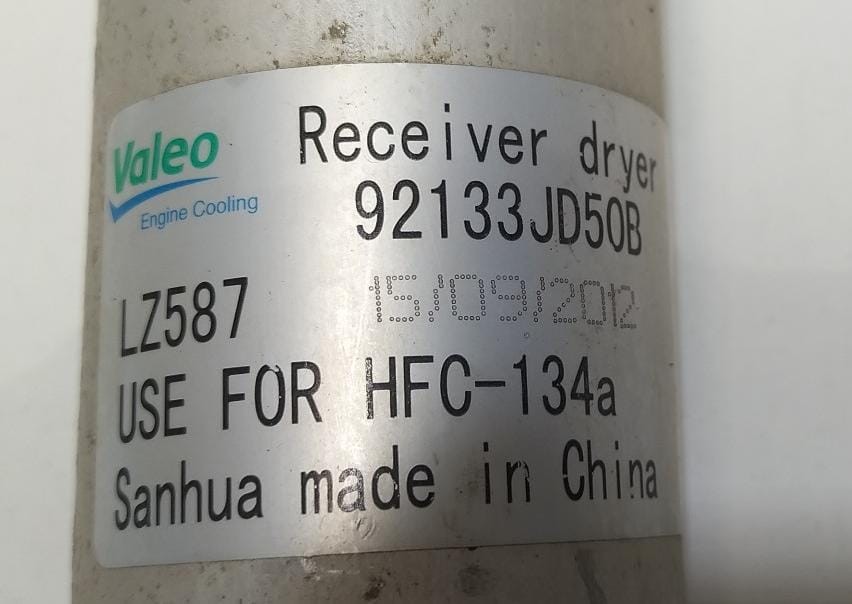 Valeo
Engine Cooling
Receiver dryer
92133JD50B
15/09/2012
LZ587
USE FOR HFC-134a
Sanhua made in China